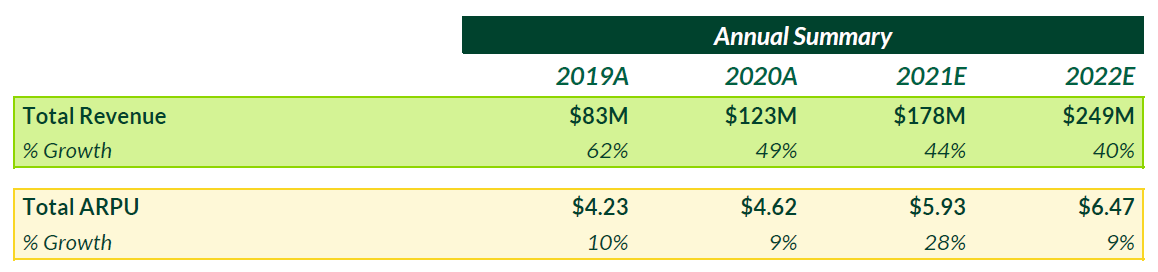 Annual Summary
2019A 2020A 2021E 2022E
Total Revenue $83M $123M $178M $249M
% Growth 62% 49% 44% 40%
Total ARPU $4.23 $4.62 $5.93 $6.47
% Growth 10% 9% 28% 9%